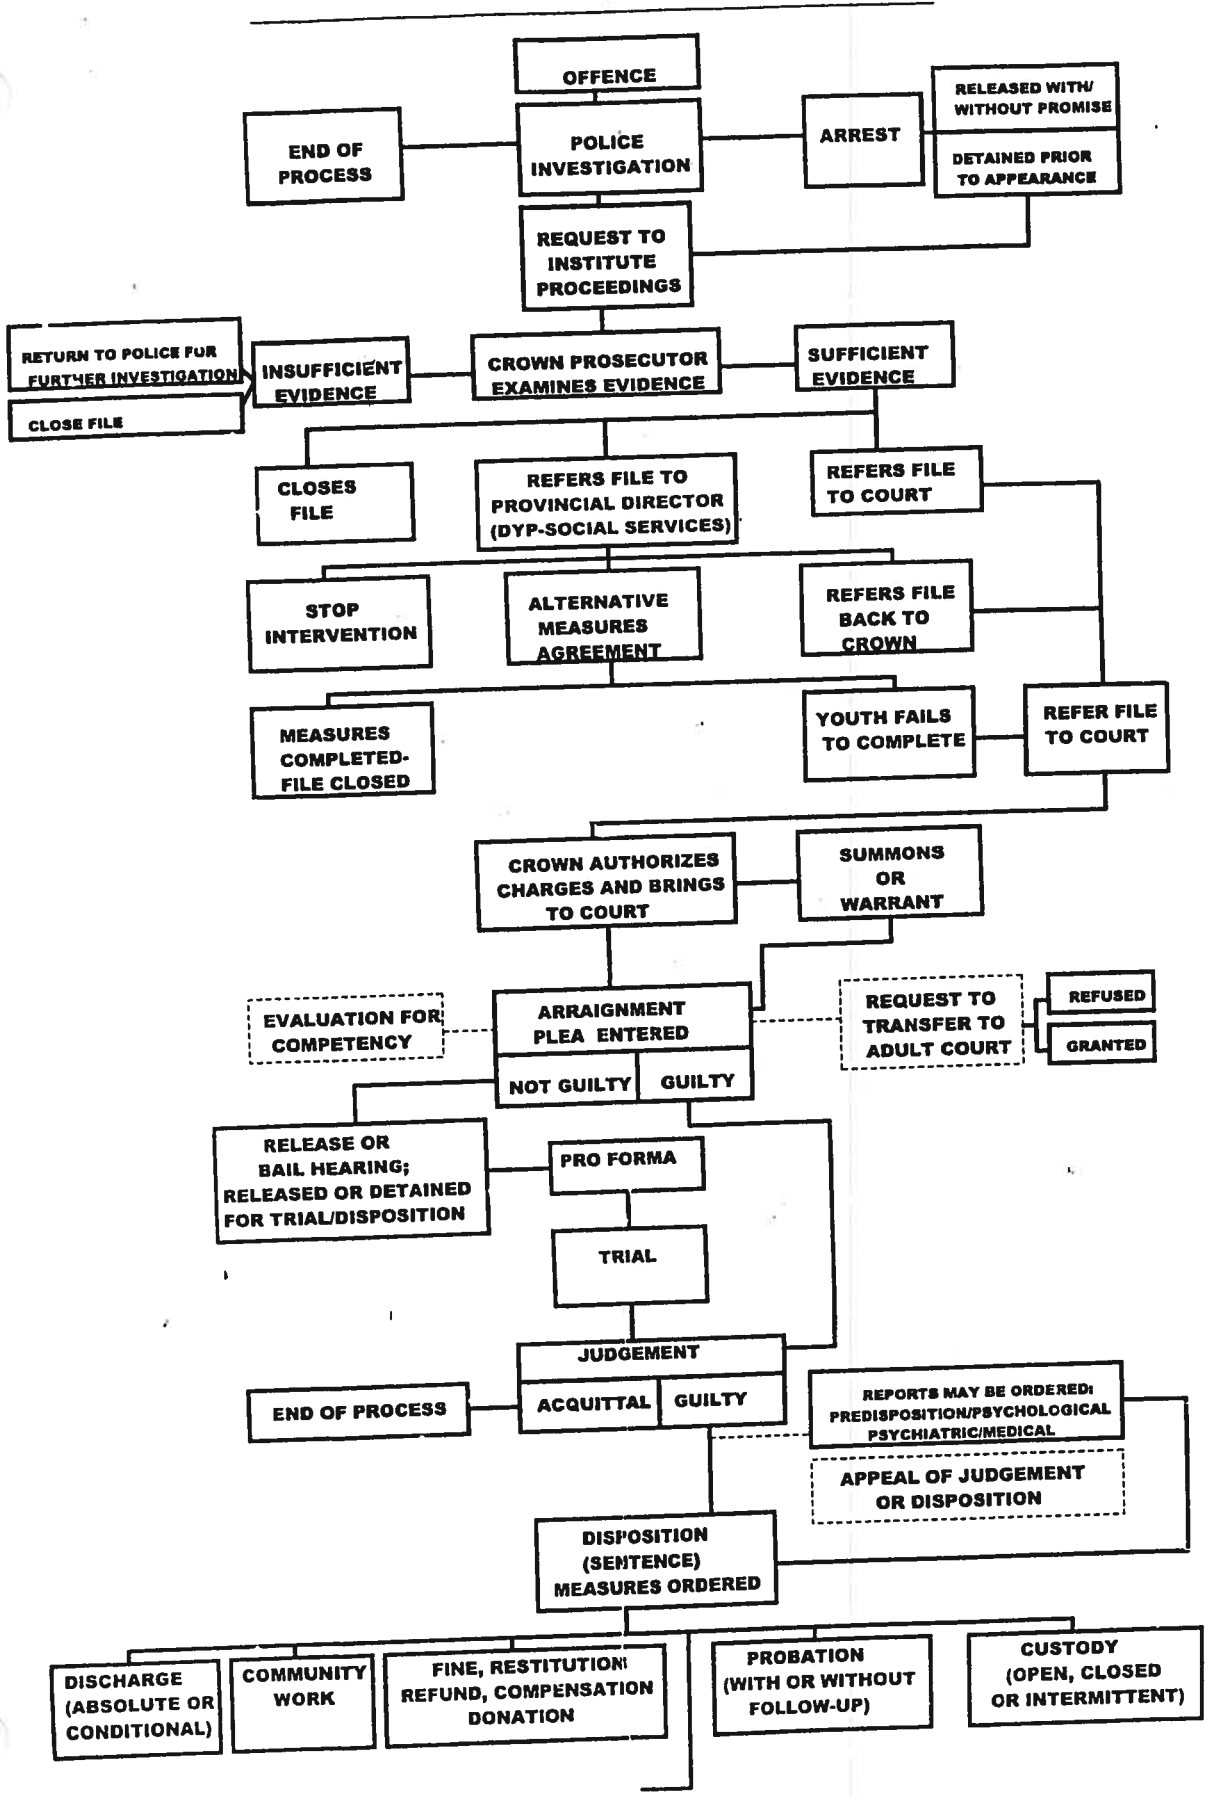 OFFENCE
END OF
PROCESS
POLICE
INVESTIGATION
ARREST
RELEASED WITH/
WITHOUT PROMISE
DETAINED PRIOR
TO APPEARANCE
REQUEST TO
INSTITUTE
PROCEEDINGS
RETURN TO POLICE FOR
FURTHER INVESTIGATION
CLOSE FILE
INSUFFICIENT
EVIDENCE
CROWN PROSECUTOR
EXAMINES EVIDENCE
SUFFICIENT
EVIDENCE
CLOSES
FILE
REFERS FILE TO
PROVINCIAL DIRECTOR
(DYP-SOCIAL SERVICES)
REFERS FILE
TO COURT
STOP
INTERVENTION
ALTERNATIVE
MEASURES
AGREEMENT
REFERS FILE
BACK TO
CROWN
MEASURES
COMPLETED-
FILE CLOSED
YOUTH FAILS
TO COMPLETE
REFER FILE
TO COURT
CROWN AUTHORIZES
CHARGES AND BRINGS
TO COURT
SUMMONS
OR
WARRANT
EVALUATION FOR
COMPETENCY
ARRAIGNMENT
PLEA ENTERED
NOT GUILTY
GUILTY
REQUEST TO
TRANSFER TO
ADULT COURT
REFUSED
GRANTED
RELEASE OR
BAIL HEARING;
RELEASED OR DETAINED
FOR TRIAL/DISPOSITION
PRO FORMA
TRIAL
JUDGEMENT
ACQUITTAL
GUILTY
END OF PROCESS
REPORTS MAY BE ORDERED:
PREDISPOSITION/PSYCHOLOGICAL
PSYCHIATRIC/MEDICAL
APPEAL OF JUDGEMENT
OR DISPOSITION
DISPOSITION
(SENTENCE)
MEASURES ORDERED
DISCHARGE
(ABSOLUTE OR
CONDITIONAL)
COMMUNITY
WORK
FINE, RESTITUTION
REFUND, COMPENSATION
DONATION
PROBATION
(WITH OR WITHOUT
FOLLOW-UP)
CUSTODY
(OPEN, CLOSED
OR INTERMITTENT)